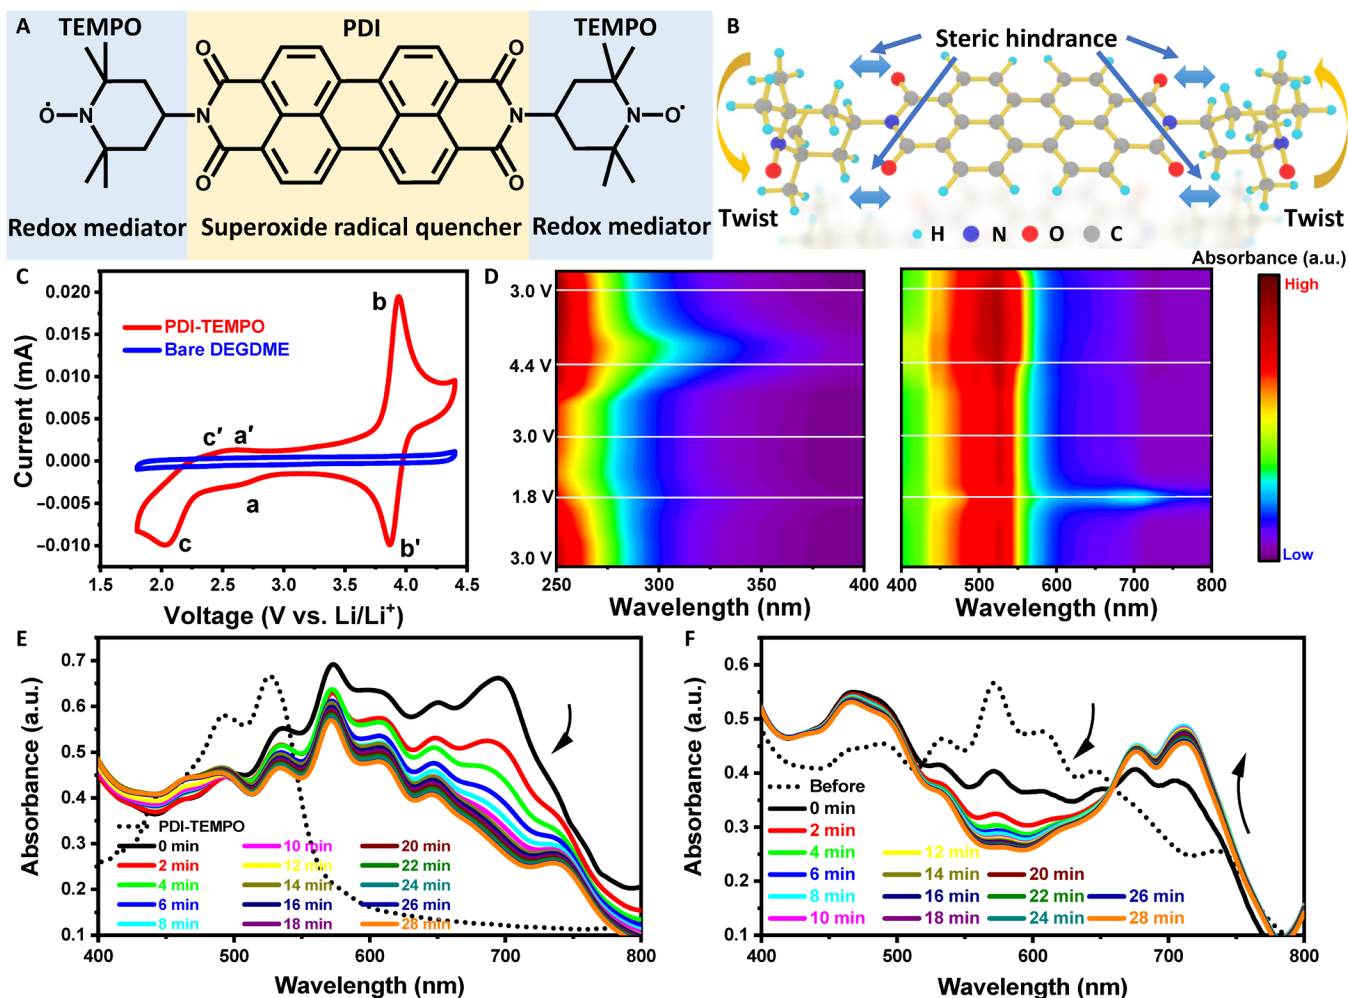 A
TEMPO
PDI
TEMPO
O
N
O
O
N
N
O
O
N
O
Redox mediator
Superoxide radical quencher
Redox mediator
B
Steric hindrance
Twist
Twist
H N O C
C
Current (mA)
0.020
0.015
0.010
0.005
0.000
−0.005
−0.010
PDI-TEMPO
Bare DEGDME
b
c′ a′
a
c
b′
1.5 2.0 2.5 3.0 3.5 4.0 4.5
Voltage (V vs. Li/Li⁺)
D
3.0 V
4.4 V
3.0 V
1.8 V
3.0 V
250 300 350 400
Wavelength (nm)
400 500 600 700 800
Wavelength (nm)
Absorbance (a.u.)
High
Low
E
Absorbance (a.u.)
0.7
0.6
0.5
0.4
0.3
0.2
0.1
PDI-TEMPO
0 min 10 min 20 min
2 min 12 min 22 min
4 min 14 min 24 min
6 min 16 min 26 min
8 min 18 min 28 min
400 500 600 700 800
Wavelength (nm)
F
Absorbance (a.u.)
0.6
0.5
0.4
0.3
0.2
0.1
Before
0 min
2 min
4 min 12 min
6 min 14 min 20 min
8 min 16 min 22 min 26 min
10 min 18 min 24 min 28 min
400 500 600 700 800
Wavelength (nm)